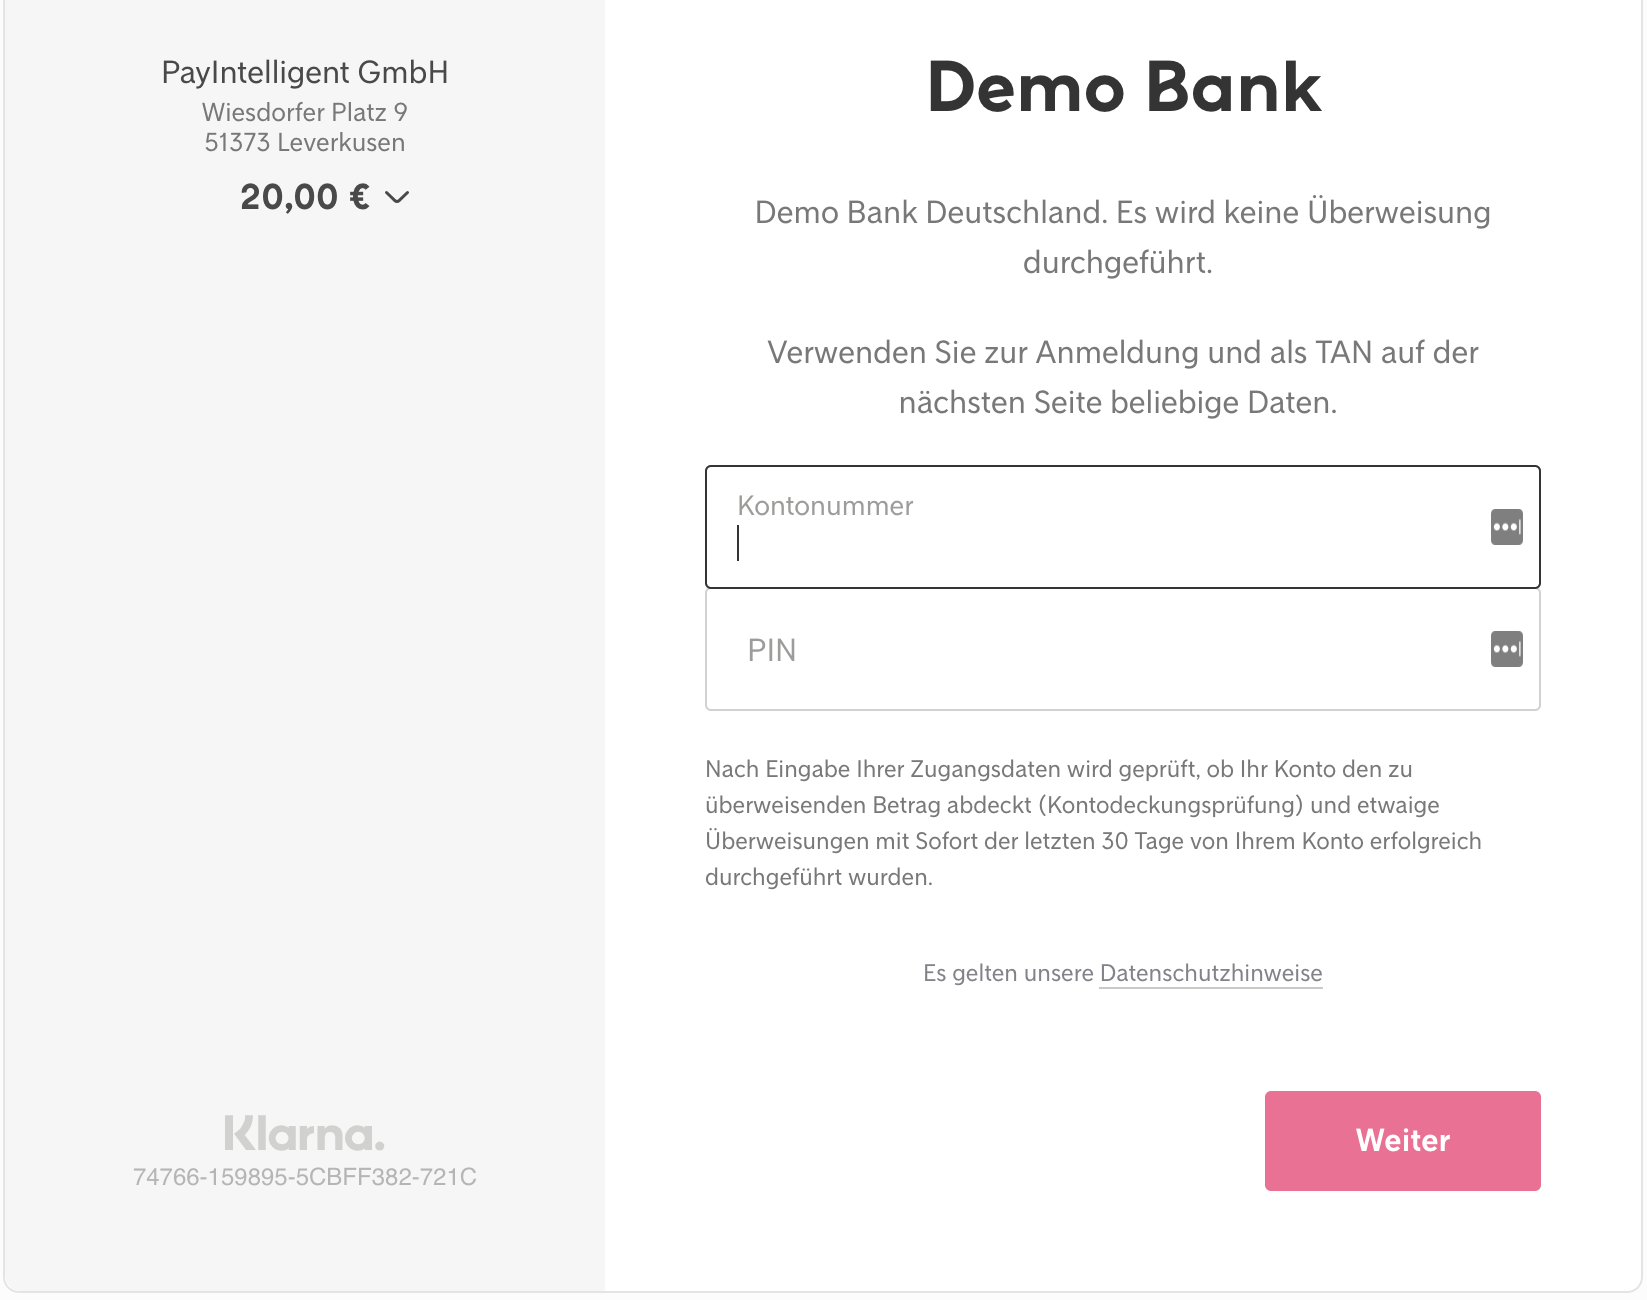 PayIntelligent GmbH
Wiesdorfer Platz 9
51373 Leverkusen
20,00 €
Klarna.
74766-159895-5CBFF382-721C
Demo Bank
Demo Bank Deutschland. Es wird keine Überweisung
durchgeführt.
Verwenden Sie zur Anmeldung und als TAN auf der
nächsten Seite beliebige Daten.
Kontonummer
PIN
Nach Eingabe Ihrer Zugangsdaten wird geprüft, ob Ihr Konto den zu
überweisenden Betrag abdeckt (Kontodeckungsprüfung) und etwaige
Überweisungen mit Sofort der letzten 30 Tage von Ihrem Konto erfolgreich
durchgeführt wurden.
Es gelten unsere Datenschutzhinweise
Weiter